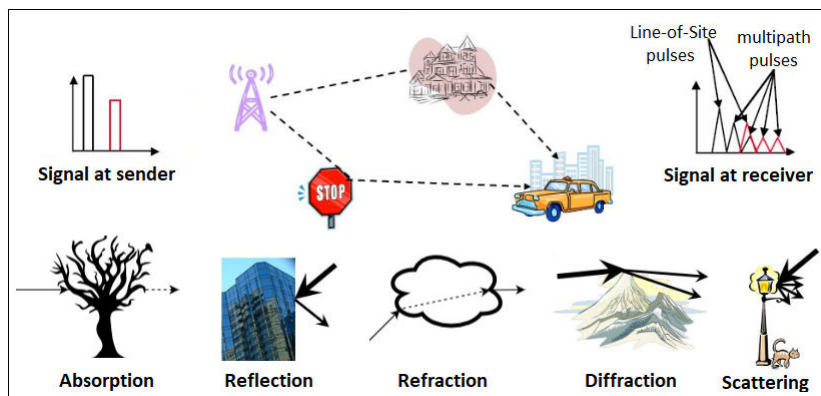 Line-of-Site
pulses
multipath
pulses
Signal at sender
STOP
Signal at receiver
Absorption
Reflection
Refraction
Diffraction
Scattering